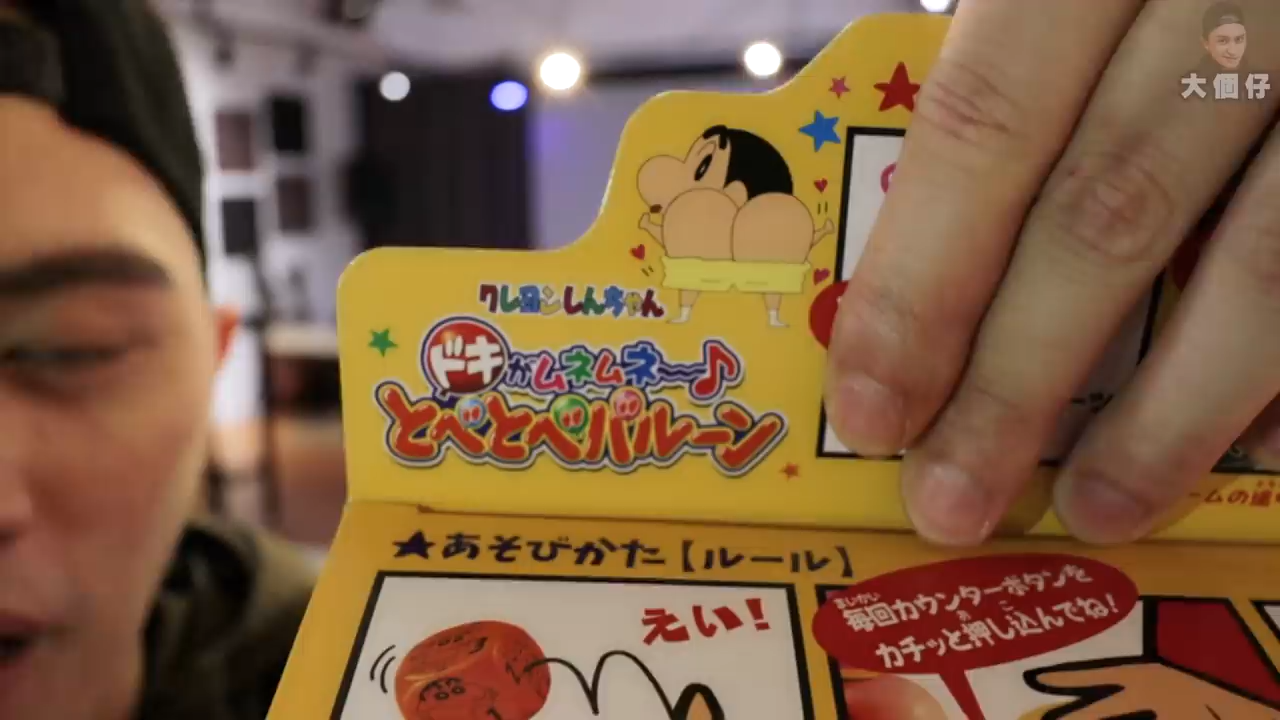 大個仔
クレヨンしんちゃん
ドキがムネムネ〜♪
とべとべバルーン
★あそびかた【ルール】
えい!
毎回カウンターボタンを
カチッと押し込んでね!